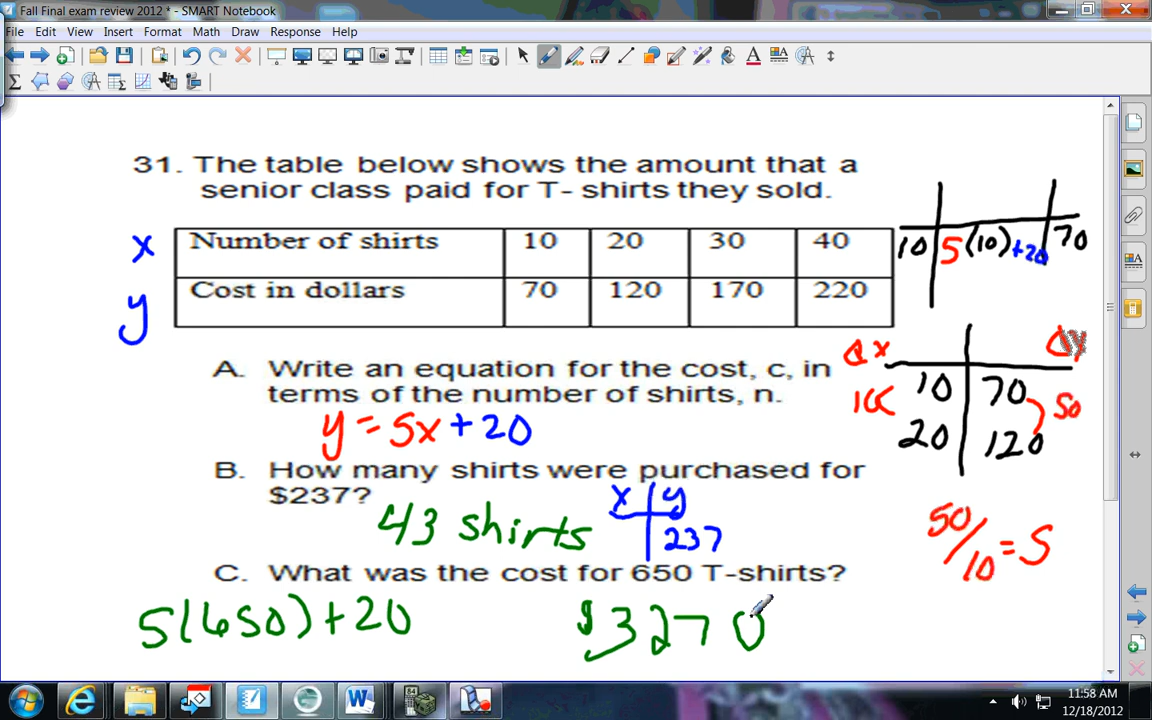 Fall Final exam review 2012 * - SMART Notebook
File Edit View Insert Format Math Draw Response Help
31. The table below shows the amount that a
senior class paid for T- shirts they sold.
x Number of shirts 10 20 30 40
y Cost in dollars 70 120 170 220
10 5(10)+20 70
A. Write an equation for the cost, c, in
terms of the number of shirts, n.
y = 5x + 20
Δx Δy
10 70
20 120
50
50/10 = 5
B. How many shirts were purchased for
$237?
43 shirts
x y
237
C. What was the cost for 650 T-shirts?
5(650)+20 $3270
11:58 AM
12/18/2012